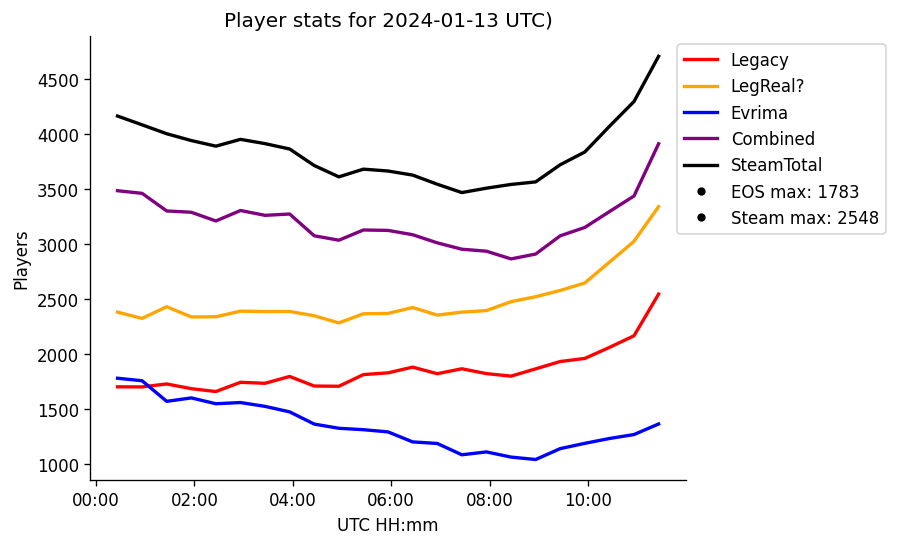 Player stats for 2024-01-13 UTC)
Legacy
LegReal?
Evrima
Combined
SteamTotal
EOS max: 1783
Steam max: 2548
Players
4500
4000
3500
3000
2500
2000
1500
1000
00:00 02:00 04:00 06:00 08:00 10:00
UTC HH:mm